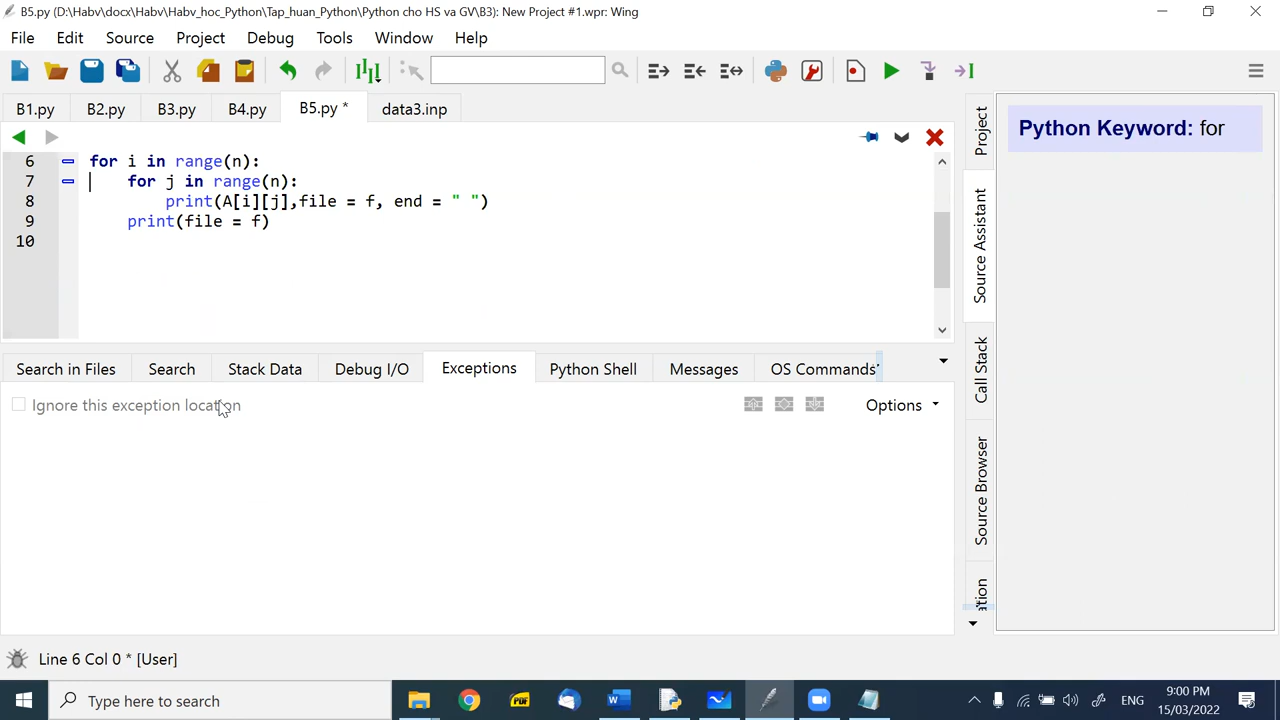 B5.py (D:\Habv\docx\Habv\Habv_hoc_Python\Tap_huan_Python\Python cho HS va GV\B3): New Project #1.wpr: Wing
File Edit Source Project Debug Tools Window Help
B1.py B2.py B3.py B4.py B5.py * data3.inp
6 for i in range(n):
7 for j in range(n):
8 print(A[i][j],file = f, end = " ")
9 print(file = f)
10
Search in Files Search Stack Data Debug I/O Exceptions Python Shell Messages OS Commands
Ignore this exception location
Options
Project
Source Assistant
Call Stack
Source Browser
Python Keyword: for
Line 6 Col 0 * [User]
Type here to search
ENG
9:00 PM
15/03/2022